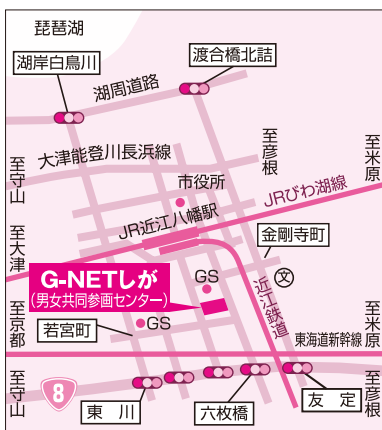 琵琶湖
湖岸白鳥川
渡合橋北詰
湖周道路
大津能登川長浜線
至守山
至彦根
至米原
市役所
JRびわ湖線
JR近江八幡駅
至大津
金剛寺町
G-NETしが
(男女共同参画センター)
GS
文
近江鉄道
至京都
若宮町
GS
東海道新幹線
至米原
至守山
8
東川
六枚橋
友定
至彦根